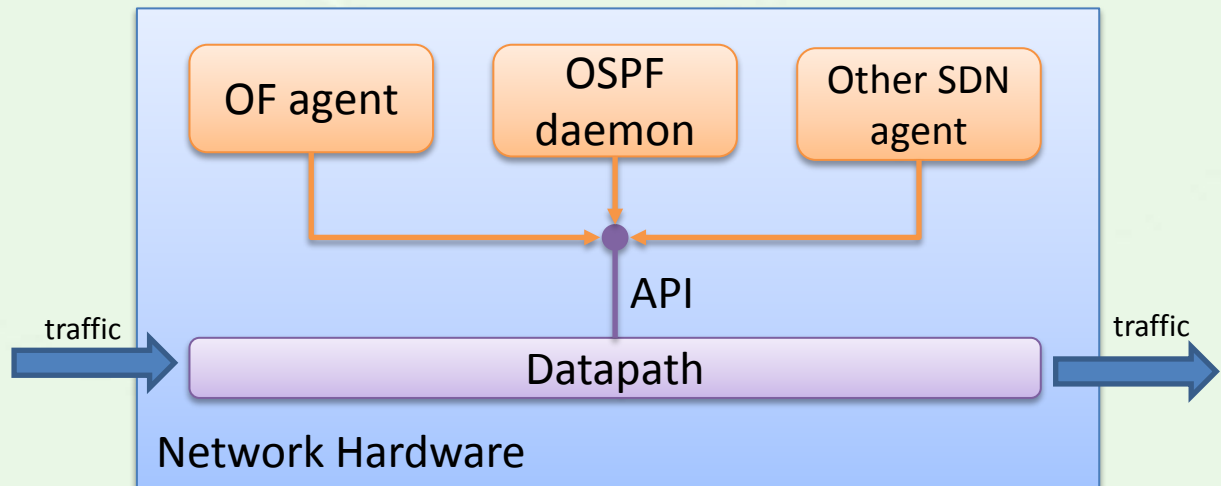 OF agent
OSPF
daemon
Other SDN
agent
API
traffic
traffic
Datapath
Network Hardware